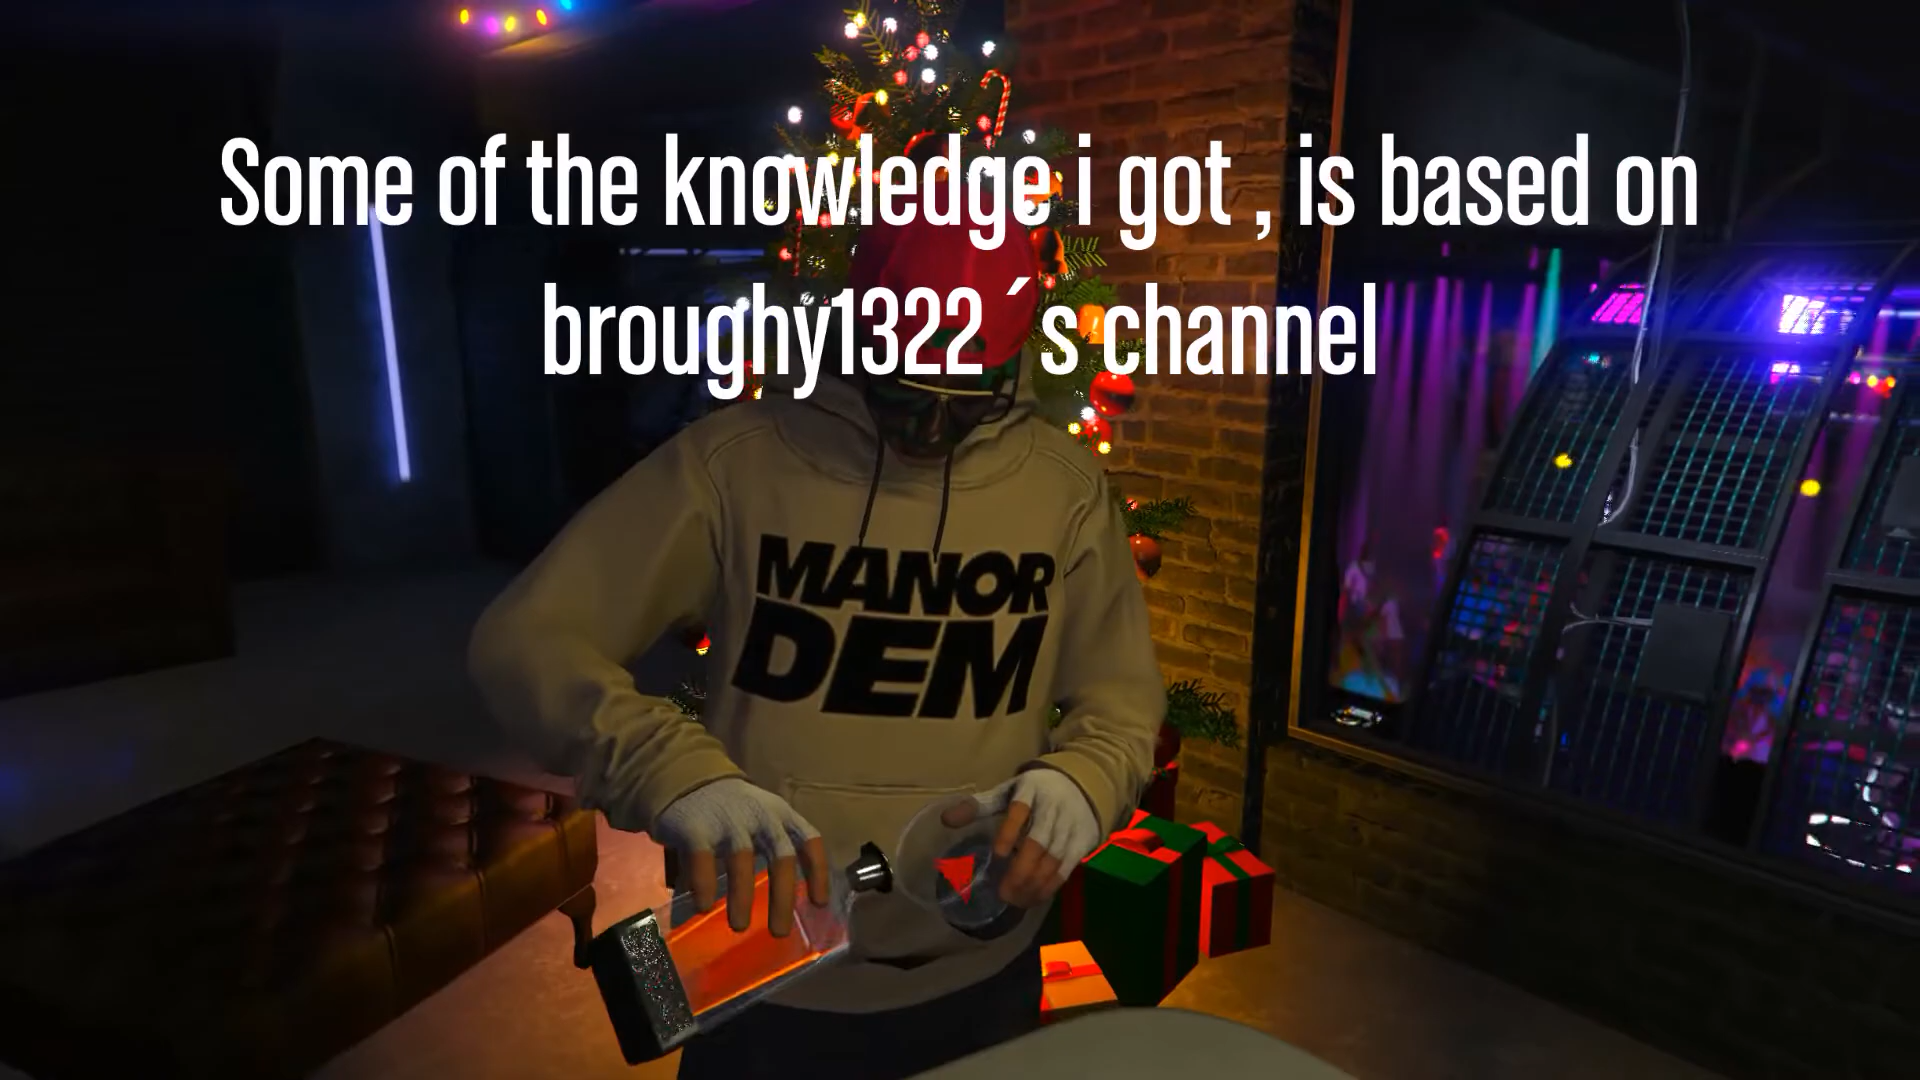 Some of the knowledge i got , is based on
broughy1322 ´s channel
MANOR
DEM